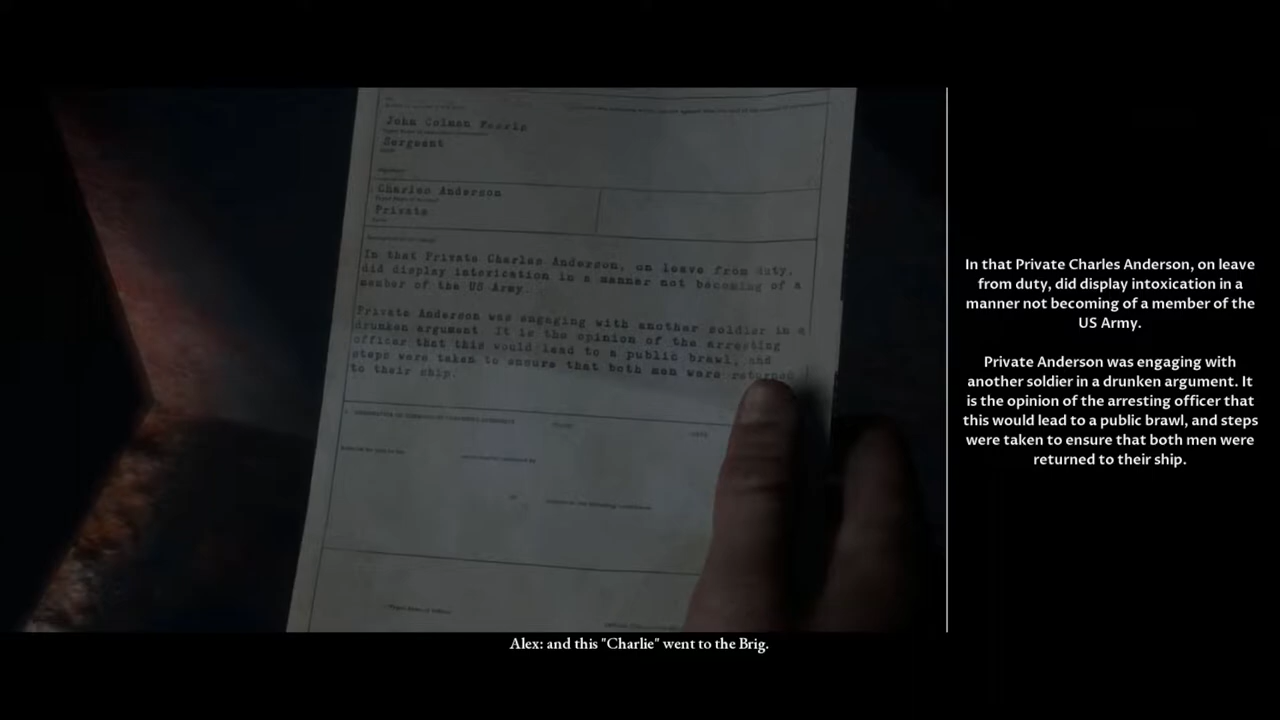 John Colman
Sergeant
Charles Anderson
Private
In that Private Charles Anderson, on leave from duty,
did display intoxication in a manner not becoming of a
member of the US Army.
Private Anderson was engaging with another soldier in a
drunken argument. It is the opinion of the arresting
officer that this would lead to a public brawl, and
steps were taken to ensure that both men were returned
to their ship.
In that Private Charles Anderson, on leave
from duty, did display intoxication in a
manner not becoming of a member of the
US Army.
Private Anderson was engaging with
another soldier in a drunken argument. It
is the opinion of the arresting officer that
this would lead to a public brawl, and steps
were taken to ensure that both men were
returned to their ship.
Alex: and this "Charlie" went to the Brig.